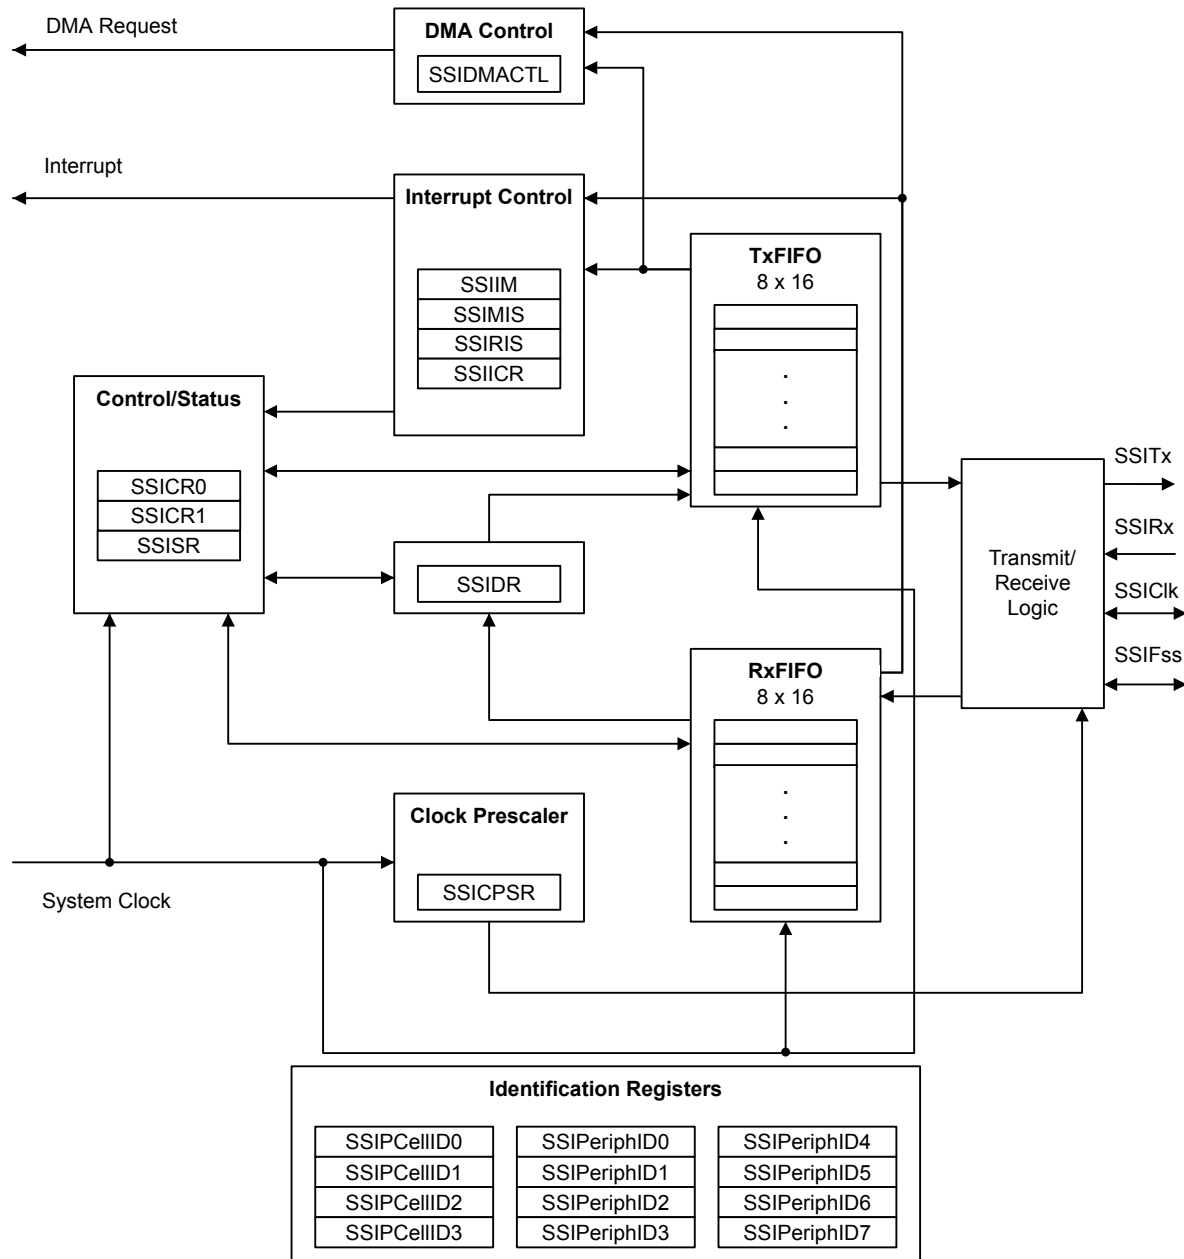 DMA Request
DMA Control
SSIDMACTL
Interrupt
Interrupt Control
SSIIM
SSIMIS
SSIRIS
SSIICR
TxFIFO
8 x 16
.
.
.
Control/Status
SSICR0
SSICR1
SSISR
SSIDR
Transmit/
Receive
Logic
SSITx
SSIRx
SSIClk
SSIFss
RxFIFO
8 x 16
.
.
.
Clock Prescaler
SSICPSR
System Clock
Identification Registers
SSIPCellID0
SSIPCellID1
SSIPCellID2
SSIPCellID3
SSIPeriphID0
SSIPeriphID1
SSIPeriphID2
SSIPeriphID3
SSIPeriphID4
SSIPeriphID5
SSIPeriphID6
SSIPeriphID7